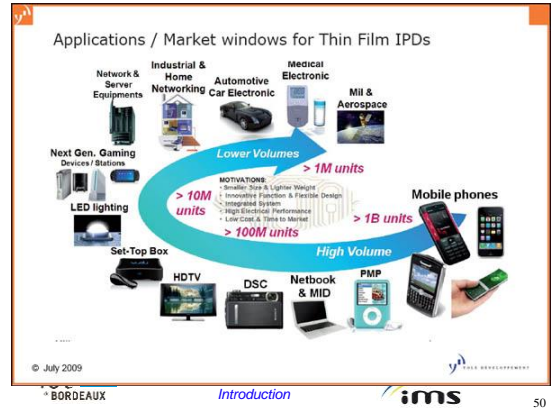 Applications / Market windows for Thin Film IPDs
Network &
Server
Equipments
Industrial &
Home
Networking
Automotive
Car Electronic
Medical
Electronic
Mil &
Aerospace
Next Gen. Gaming
Devices / Stations
Lower Volumes
> 1M units
MOTIVATIONS:
• Smaller Size & Lighter Weight
• Innovative Function & Flexible Design
• Integrated System
• High Electrical Performance
• Low Cost & Time to Market
> 10M
units
> 100M units
> 1B units
Mobile phones
LED lighting
High Volume
Set-Top Box
HDTV
DSC
Netbook
& MID
PMP
© July 2009
YOLE DEVELOPPEMENT
BORDEAUX
Introduction
ims
50